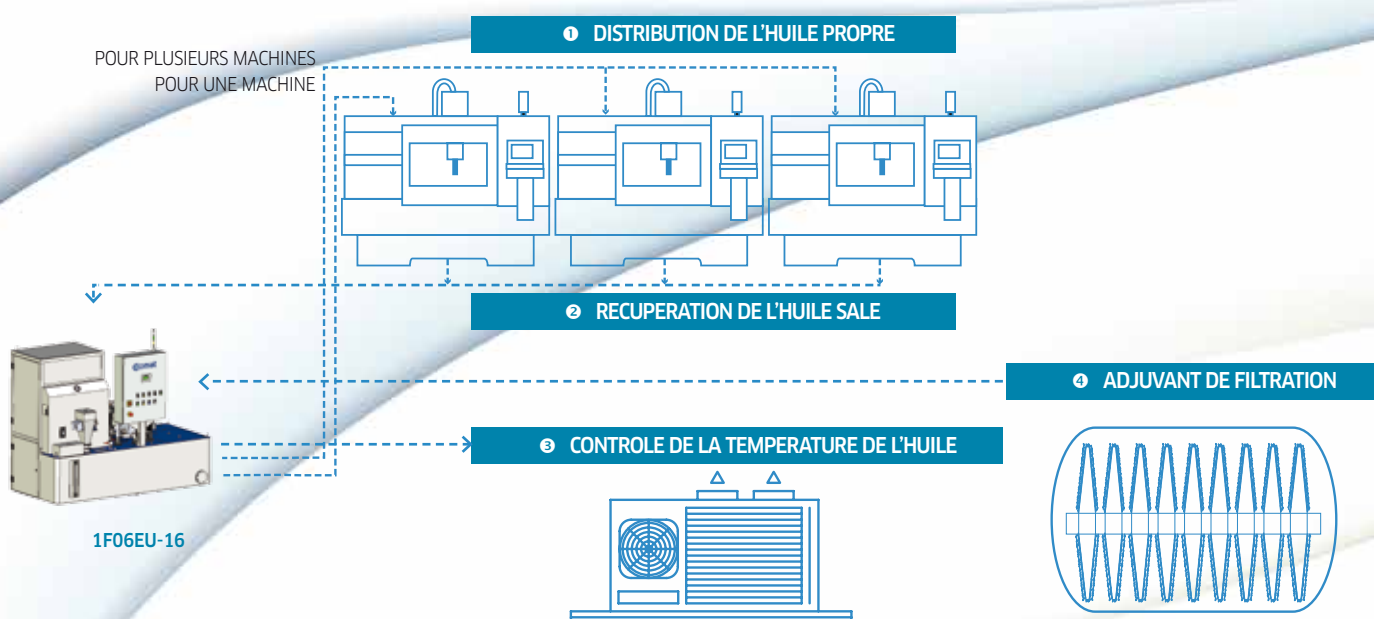 ❶ DISTRIBUTION DE L'HUILE PROPRE
POUR PLUSIEURS MACHINES
POUR UNE MACHINE
❷ RECUPERATION DE L'HUILE SALE
❹ ADJUVANT DE FILTRATION
❸ CONTROLE DE LA TEMPERATURE DE L'HUILE
1F06EU-16